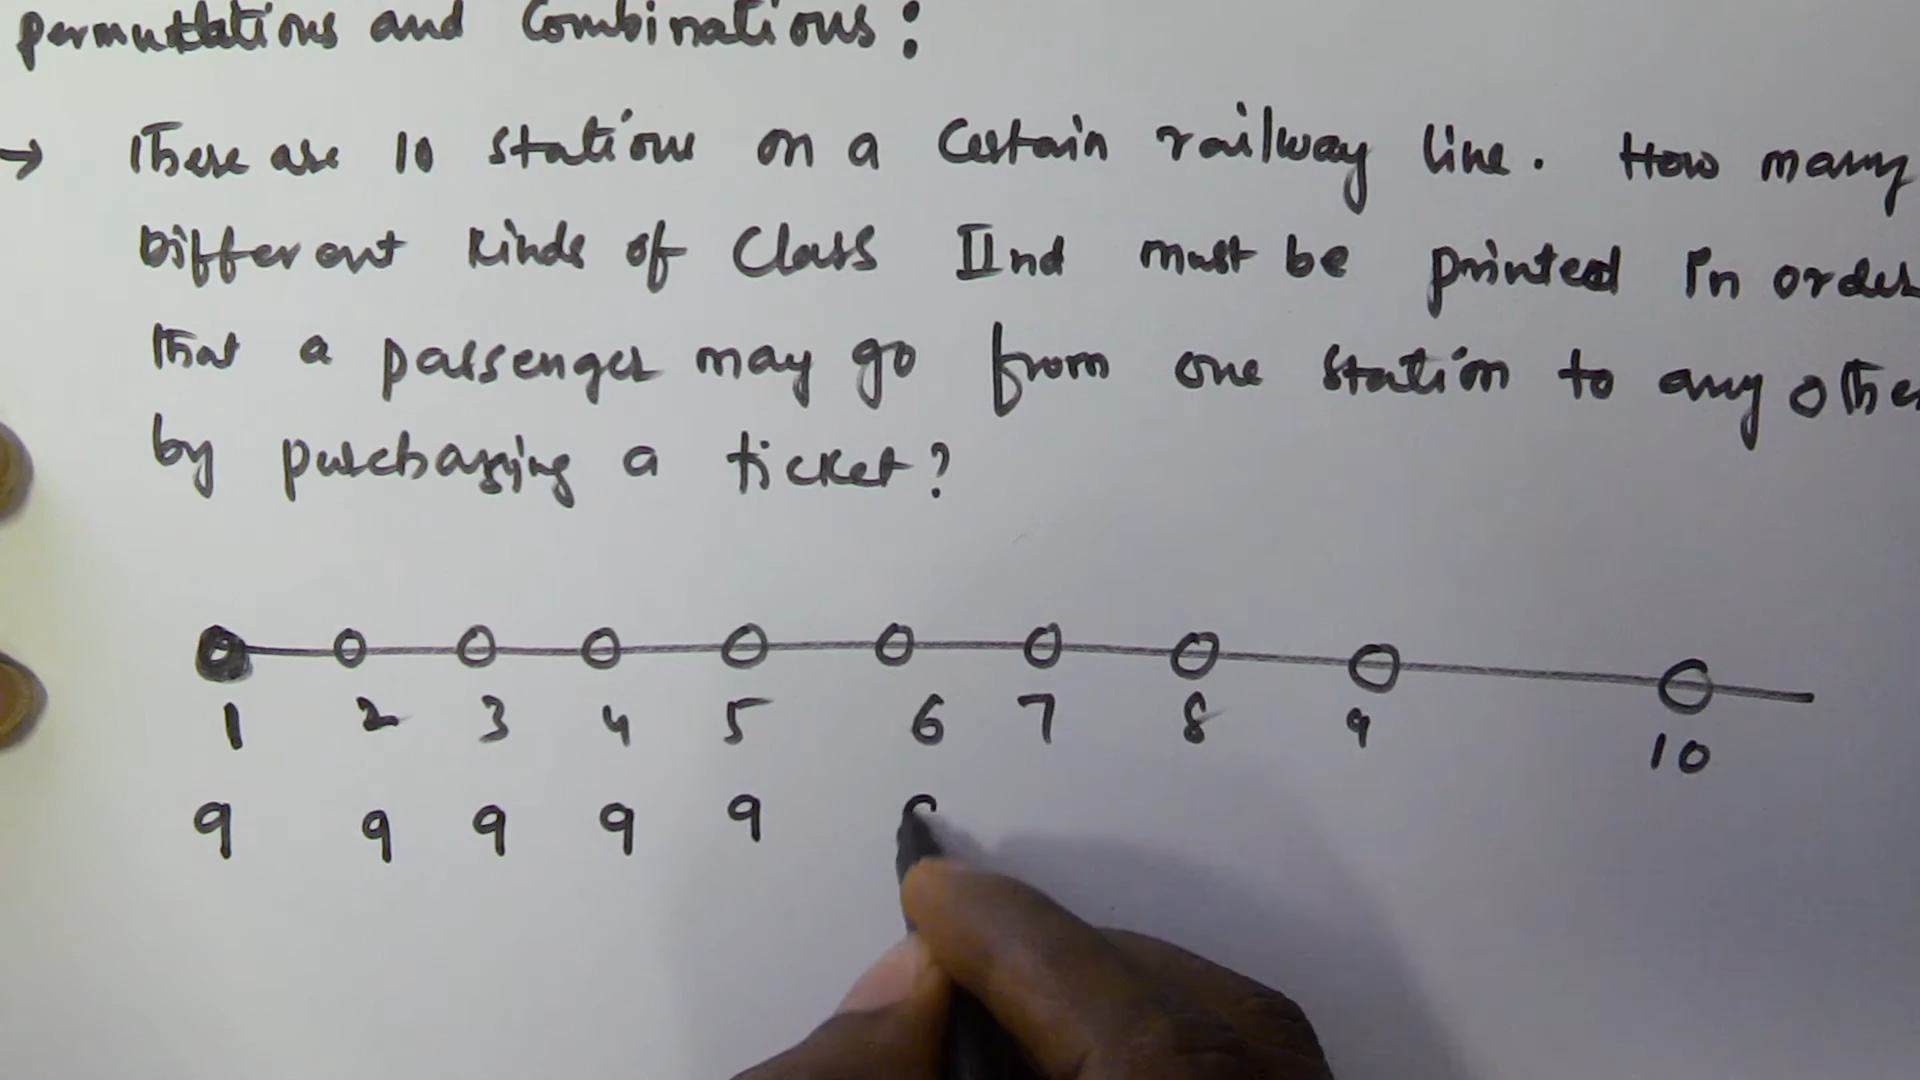 permutations and Combinations:
→ There are 10 stations on a Certain railway line. How many
Different kinds of Class IInd must be printed in order
that a passenger may go from one station to any other
by purchasing a ticket?
1 2 3 4 5 6 7 8 9 10
9 9 9 9 9